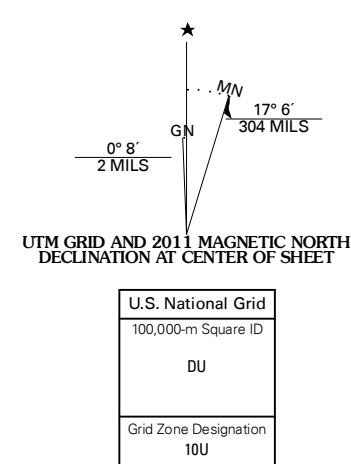 ★
MN
17° 6´
304 MILS
GN
0° 8´
2 MILS
UTM GRID AND 2011 MAGNETIC NORTH
DECLINATION AT CENTER OF SHEET
U.S. National Grid
100,000-m Square ID
DU
Grid Zone Designation
10U